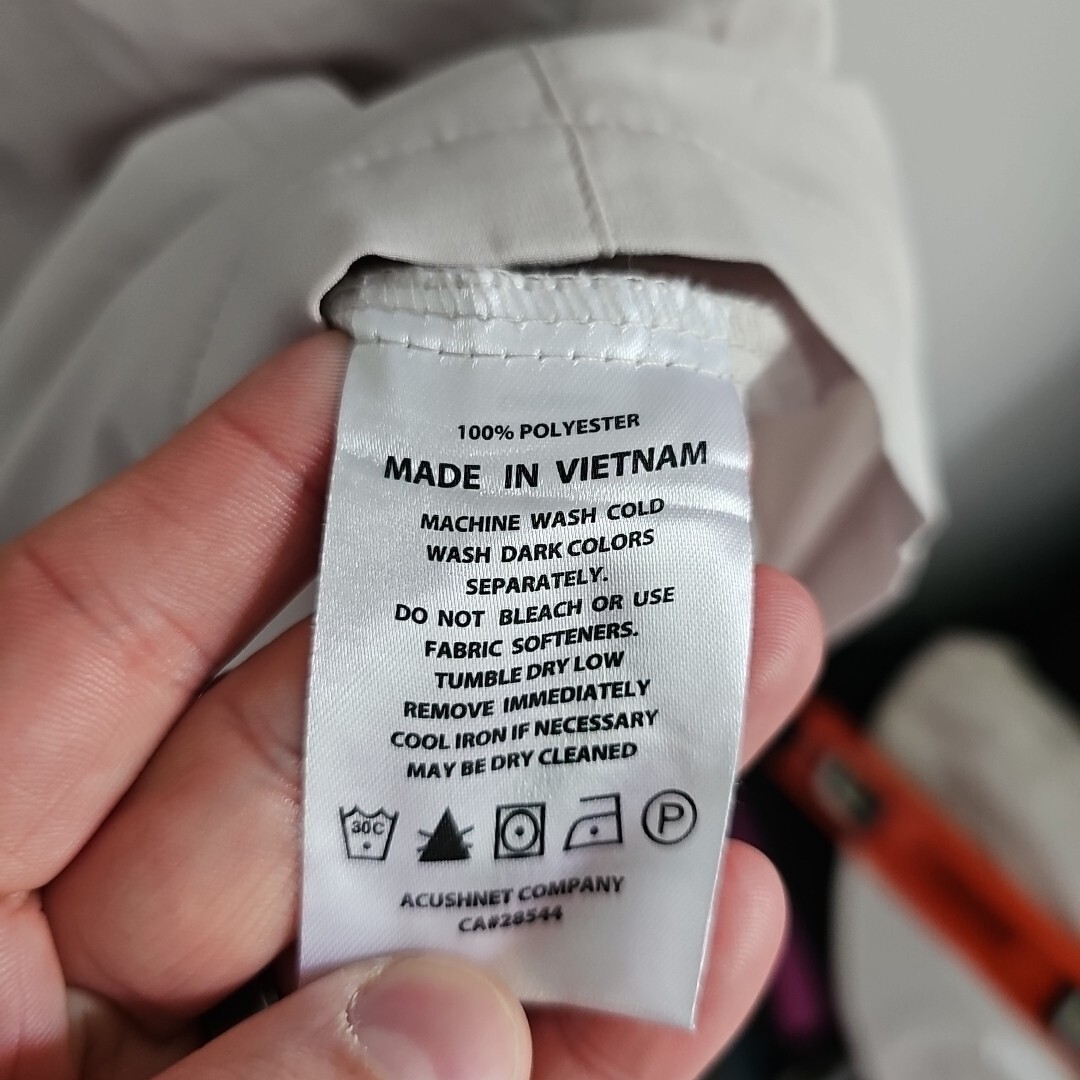 100% POLYESTER
MADE IN VIETNAM
MACHINE WASH COLD
WASH DARK COLORS
SEPARATELY.
DO NOT BLEACH OR USE
FABRIC SOFTENERS.
TUMBLE DRY LOW
REMOVE IMMEDIATELY
COOL IRON IF NECESSARY
MAY BE DRY CLEANED
30C P
ACUSHNET COMPANY
CA#28544